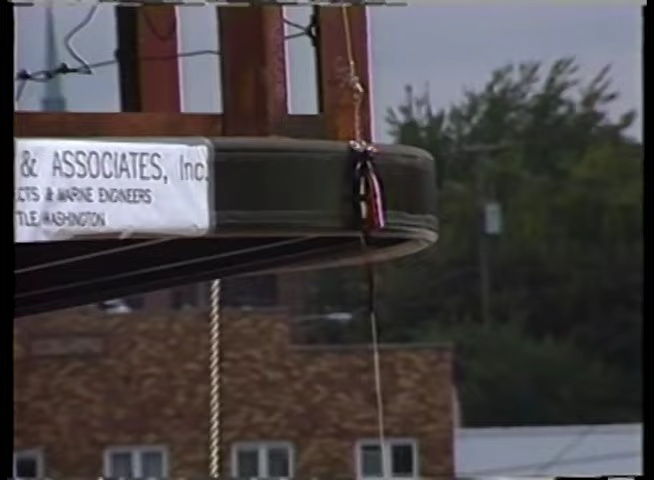 & ASSOCIATES, Inc.
CTS & MARINE ENGINEERS
TLE, WASHINGTON